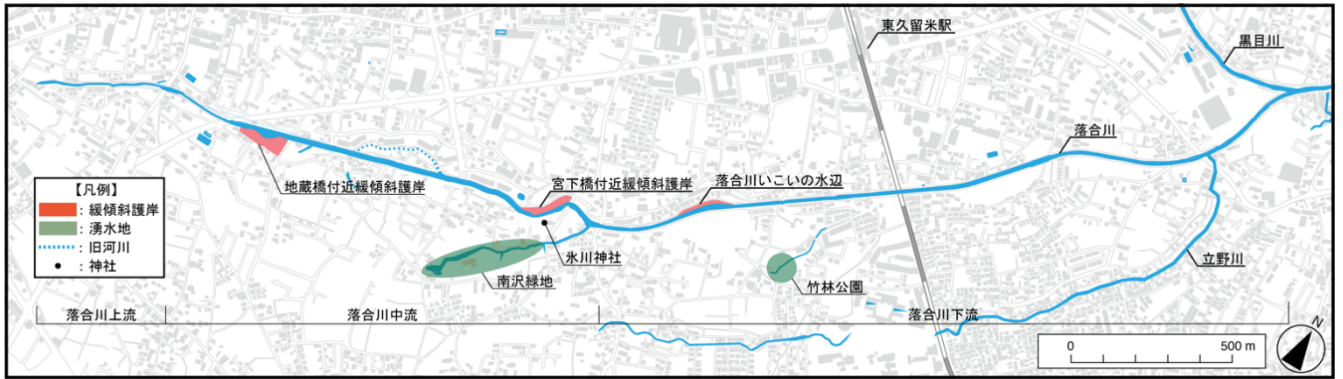 東久留米駅
黒目川
落合川
地蔵橋付近緩傾斜護岸
宮下橋付近緩傾斜護岸
落合川いこいの水辺
【凡例】
：緩傾斜護岸
：湧水地
：旧河川
：神社
氷川神社
南沢緑地
竹林公園
立野川
落合川上流
落合川中流
落合川下流
0
500 m
N